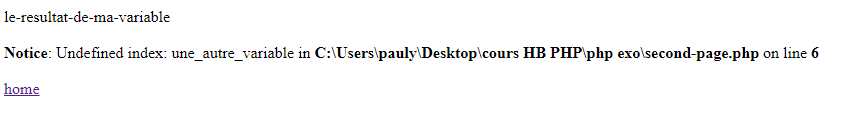 le-resultat-de-ma-variable
Notice: Undefined index: une_autre_variable in C:\Users\pauly\Desktop\cours HB PHP\php exo\second-page.php on line 6
home